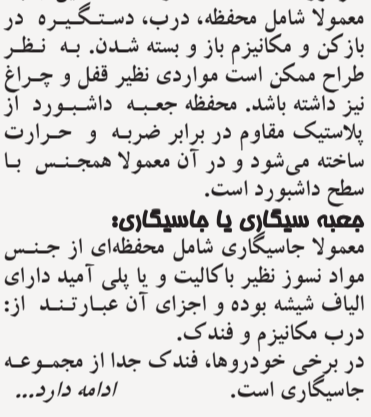 معمولا شامل محفظه، درب، دستگیره در
بازکن و مکانیزم باز و بسته شدن. به نظر
طراح ممکن است مواردی نظیر قفل و چراغ
نیز داشته باشد. محفظه جعبه داشبورد از
پلاستیک مقاوم در برابر ضربه و حرارت
ساخته می‌شود و در آن معمولا همجنس با
سطح داشبورد است.
جعبه سیگاری یا جاسیگاری:
معمولا جاسیگاری شامل محفظه‌ای از جنس
مواد نسوز نظیر باکالیت و یا پلی آمید دارای
الیاف شیشه بوده و اجزای آن عبارتند از:
درب مکانیزم و فندک.
در برخی خودروها، فندک جدا از مجموعه
جاسیگاری است. ادامه دارد...